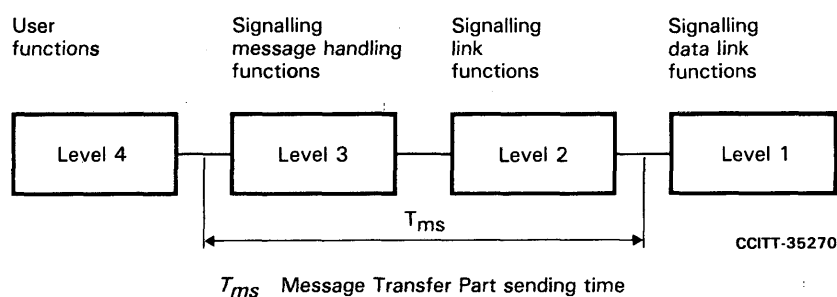 User
functions
Signalling
message handling
functions
Signalling
link
functions
Signalling
data link
functions
Level 4
Level 3
Level 2
Level 1
Tms
CCITT-35270
Tms Message Transfer Part sending time